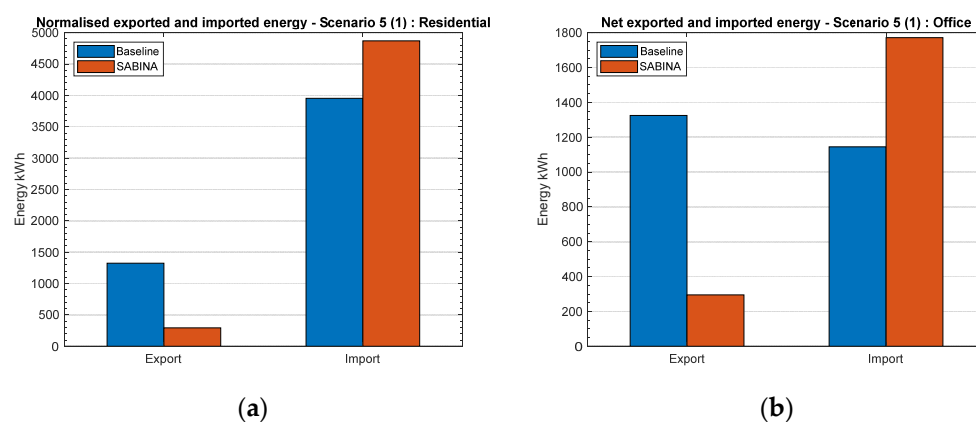 Normalised exported and imported energy - Scenario 5 (1) : Residential
5000
4500
4000
3500
3000
2500
2000
1500
1000
500
0
Energy kWh
Baseline
SABINA
Export
Import
(a)
Net exported and imported energy - Scenario 5 (1) : Office
1800
1600
1400
1200
1000
800
600
400
200
0
Energy kWh
Baseline
SABINA
Export
Import
(b)